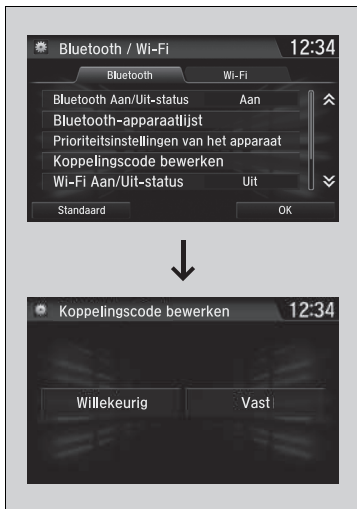 Bluetooth / Wi-Fi 12:34
Bluetooth Wi-Fi
Bluetooth Aan/Uit-status Aan
Bluetooth-apparaatlijst
Prioriteitsinstellingen van het apparaat
Koppelingscode bewerken
Wi-Fi Aan/Uit-status Uit
Standaard OK
Koppelingscode bewerken 12:34
Willekeurig Vast